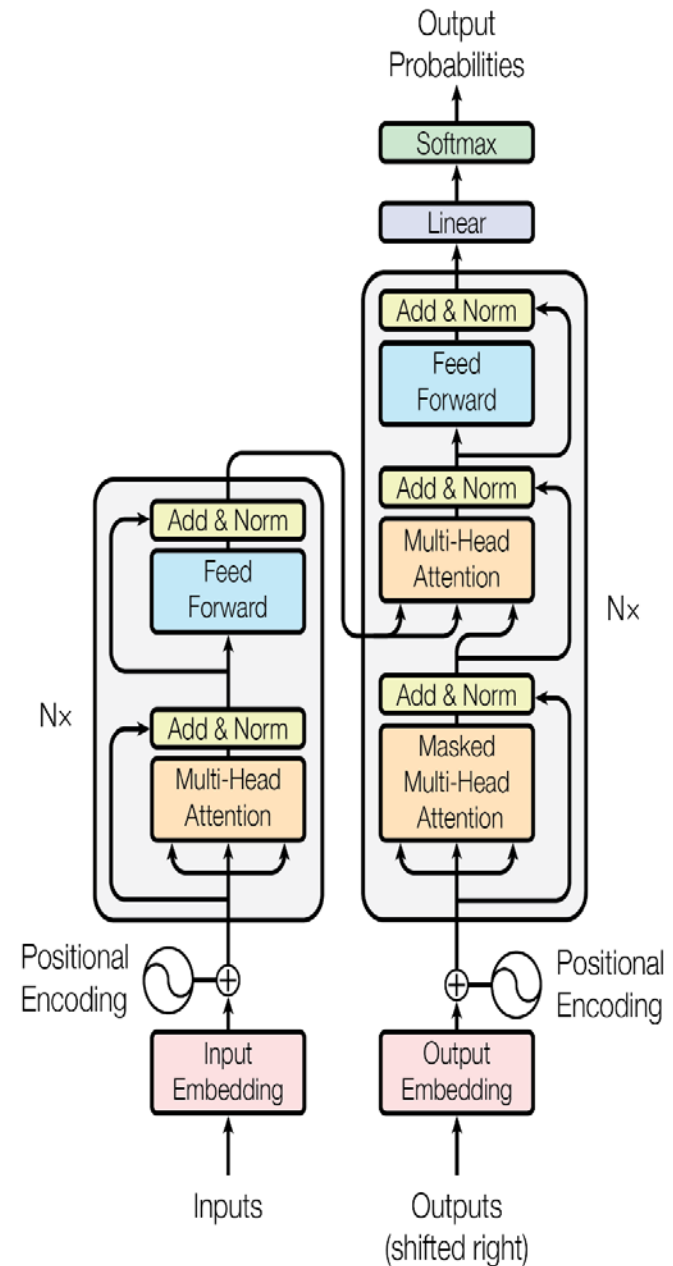 Output
Probabilities
Softmax
Linear
Add & Norm
Feed
Forward
Add & Norm
Multi-Head
Attention
Nx
Add & Norm
Masked
Multi-Head
Attention
Add & Norm
Feed
Forward
Nx
Add & Norm
Multi-Head
Attention
Positional
Encoding
Positional
Encoding
Input
Embedding
Output
Embedding
Inputs
Outputs
(shifted right)